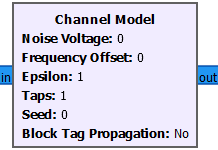 Channel Model
Noise Voltage: 0
Frequency Offset: 0
in Epsilon: 1 out
Taps: 1
Seed: 0
Block Tag Propagation: No